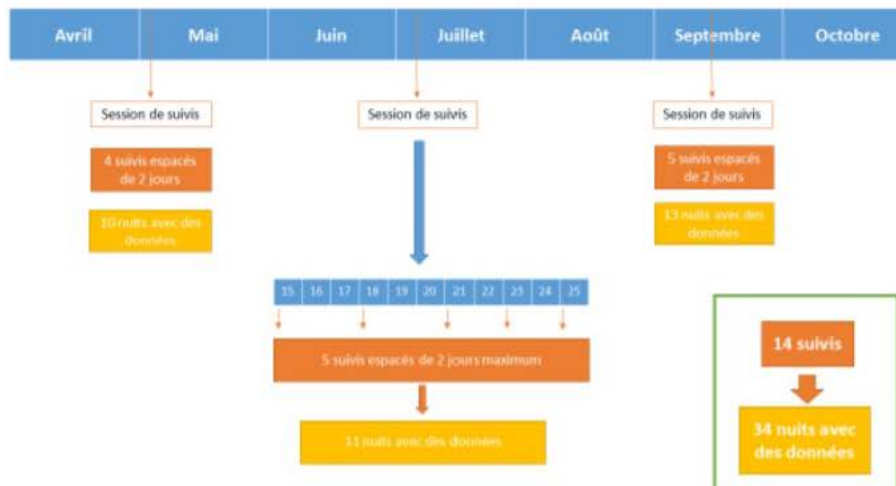 Avril Mai Juin Juillet Août Septembre Octobre
Session de suivis
4 suivis espacés
de 2 jours
10 nuits avec des
données
Session de suivis
15 16 17 18 19 20 21 22 23 24 25
5 suivis espacés de 2 jours maximum
11 nuits avec des données
Session de suivis
5 suivis espacés
de 2 jours
13 nuits avec des
données
14 suivis
34 nuits avec
des données